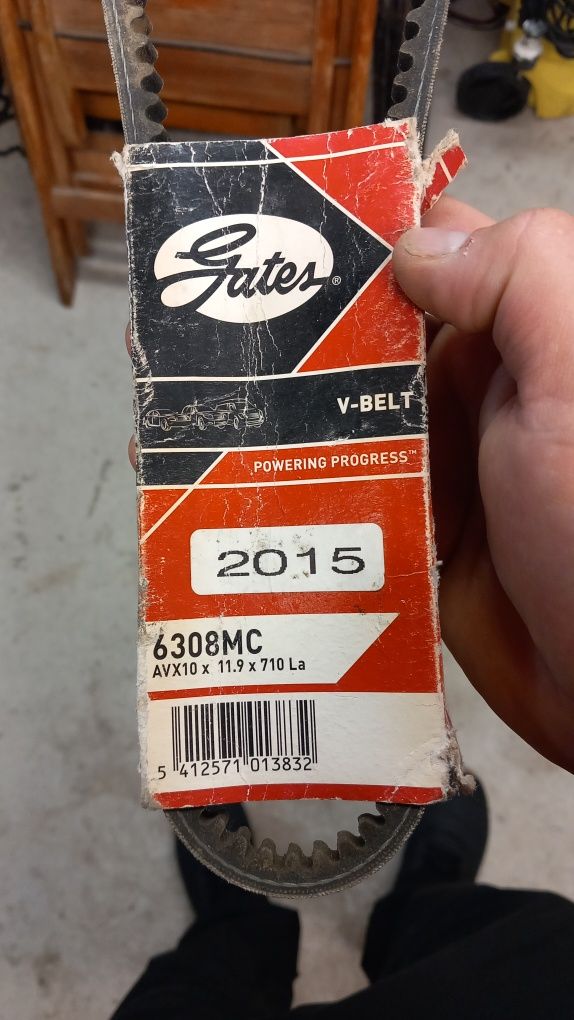 Gates®
V-BELT
POWERING PROGRESS™
2015
6308MC
AVX10 x 11.9 x 710 La
5 412571 013832